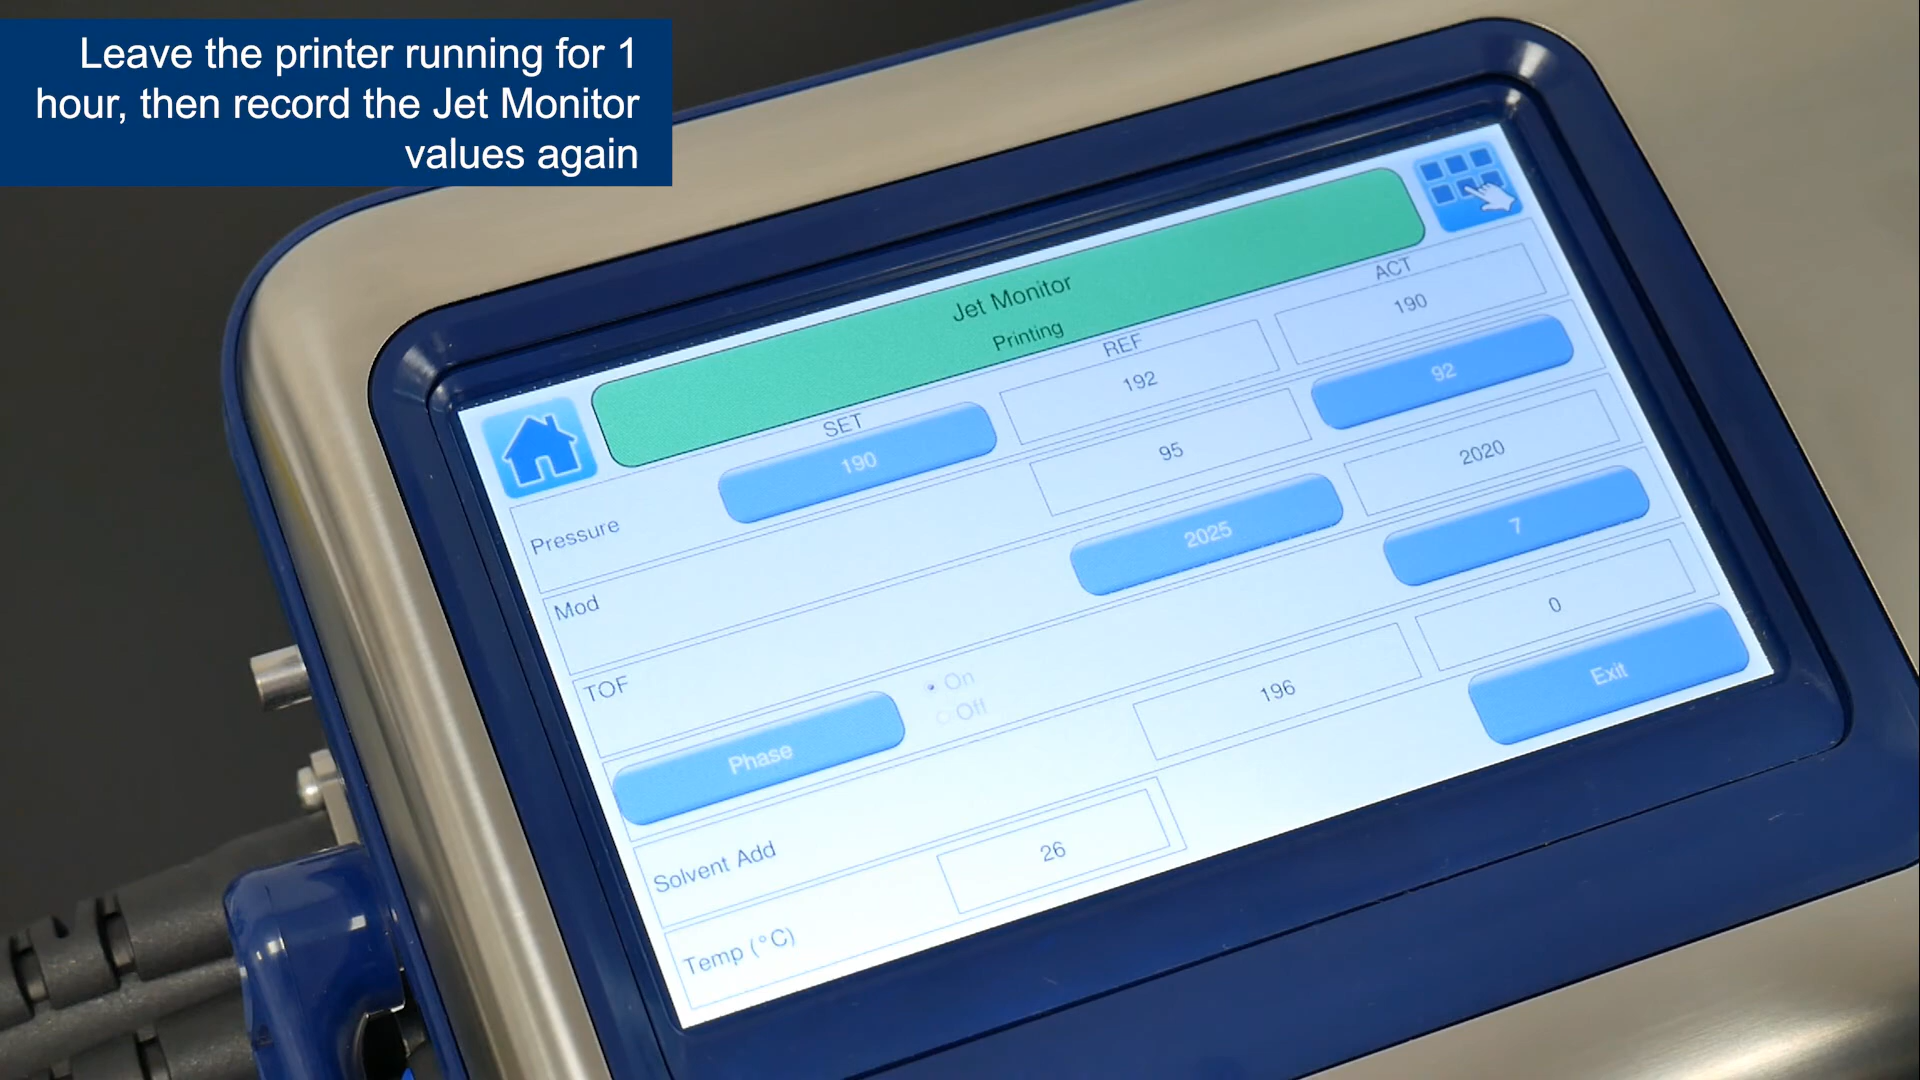 Leave the printer running for 1
hour, then record the Jet Monitor
values again
Jet Monitor
Printing
SET REF ACT
Pressure 190 192 190
Mod 95 92
TOF 2025 2020
Phase On Off 7
Solvent Add 196 0
Temp (°C) 26 Exit